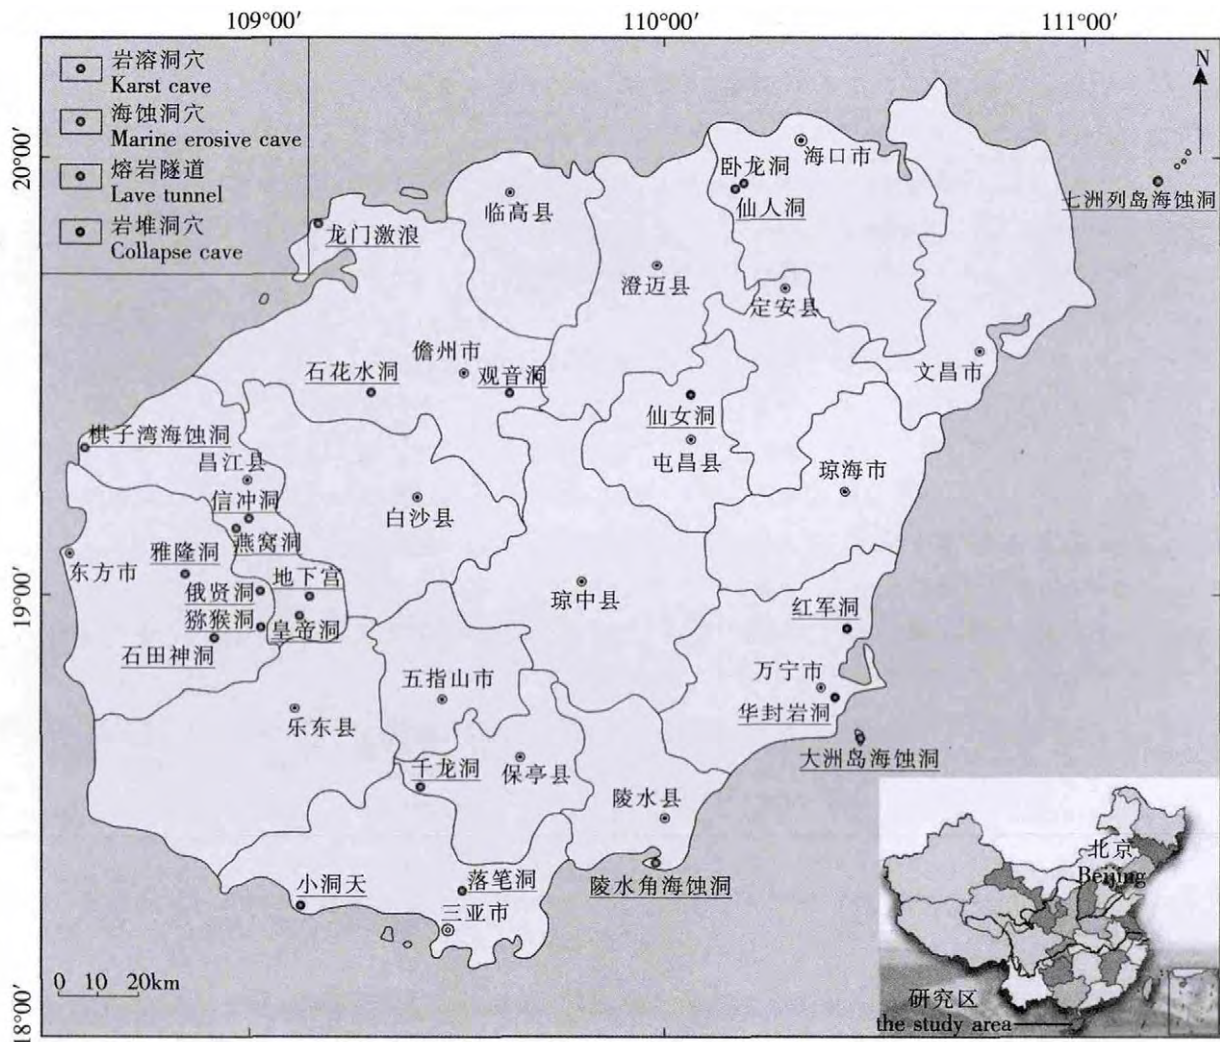 109°00′
110°00′
111°00′
20°00′
19°00′
18°00′
岩溶洞穴
Karst cave
海蚀洞穴
Marine erosive cave
熔岩隧道
Lave tunnel
岩堆洞穴
Collapse cave
N
海口市
卧龙洞
仙人洞
七洲列岛海蚀洞
临高县
龙门激浪
澄迈县
定安县
文昌市
儋州市
石花水洞
观音洞
仙女洞
屯昌县
琼海市
棋子湾海蚀洞
昌江县
信冲洞
燕窝洞
白沙县
东方市
雅隆洞
地下宫
俄贤洞
猕猴洞
皇帝洞
石田神洞
琼中县
红军洞
万宁市
华封岩洞
大洲岛海蚀洞
五指山市
乐东县
千龙洞
保亭县
陵水县
陵水角海蚀洞
小洞天
落笔洞
三亚市
0 10 20km
北京
Beijing
研究区
the study area